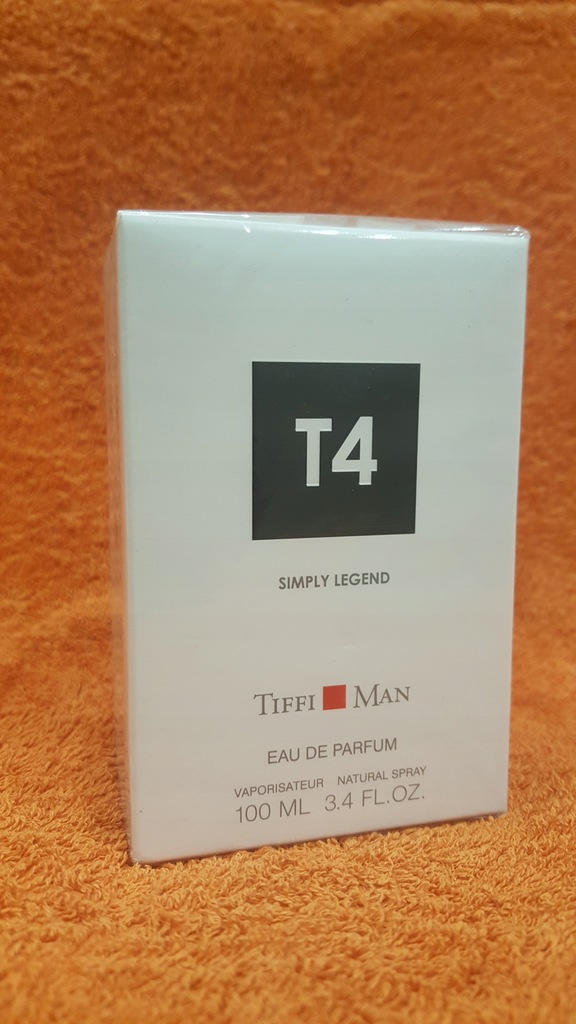 T4
SIMPLY LEGEND
TIFFI MAN
EAU DE PARFUM
VAPORISATEUR NATURAL SPRAY
100 ML 3.4 FL.OZ.